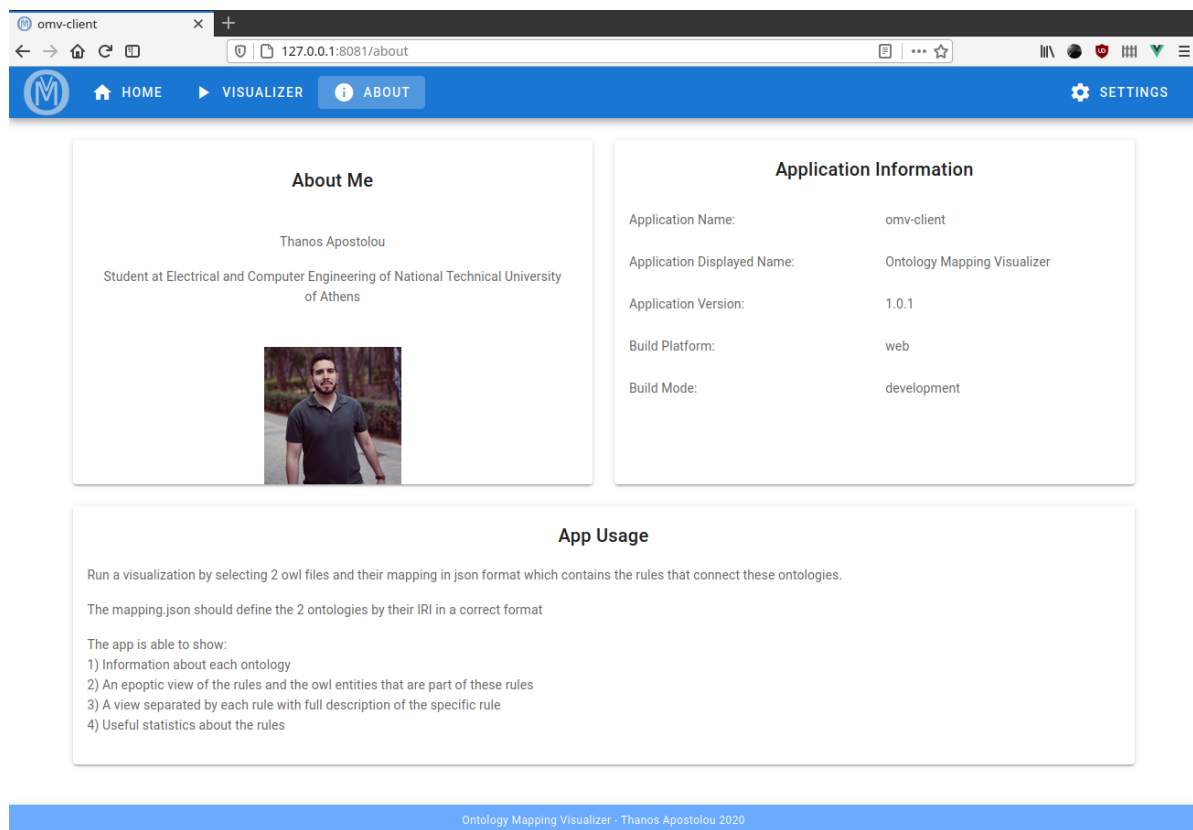 omv-client
127.0.0.1:8081/about
HOME
VISUALIZER
ABOUT
SETTINGS
About Me
Thanos Apostolou
Student at Electrical and Computer Engineering of National Technical University
of Athens
Application Information
Application Name: omv-client
Application Displayed Name: Ontology Mapping Visualizer
Application Version: 1.0.1
Build Platform: web
Build Mode: development
App Usage
Run a visualization by selecting 2 owl files and their mapping in json format which contains the rules that connect these ontologies.
The mapping.json should define the 2 ontologies by their IRI in a correct format
The app is able to show:
1) Information about each ontology
2) An epoptic view of the rules and the owl entities that are part of these rules
3) A view separated by each rule with full description of the specific rule
4) Useful statistics about the rules
Ontology Mapping Visualizer - Thanos Apostolou 2020